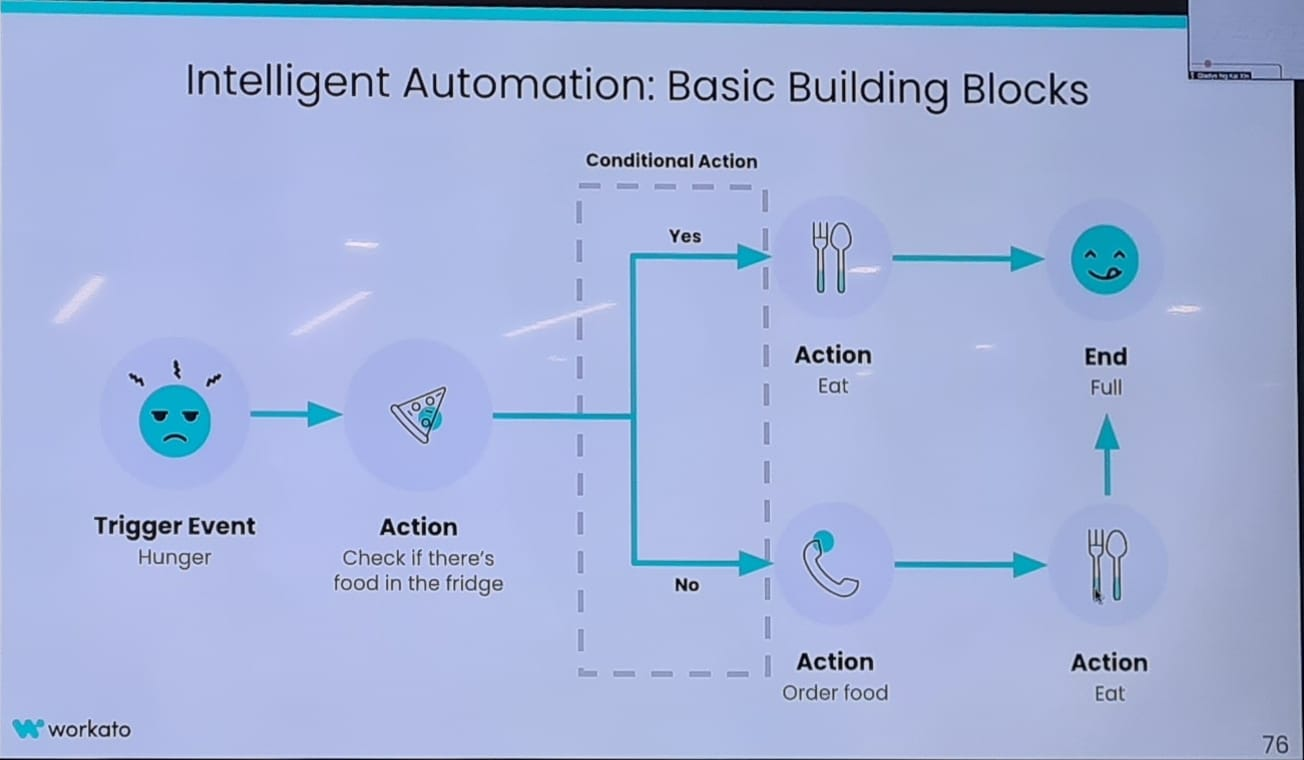 Intelligent Automation: Basic Building Blocks
Conditional Action
Yes
Action
Eat
End
Full
Trigger Event
Hunger
Action
Check if there's
food in the fridge
No
Action
Order food
Action
Eat
workato
76